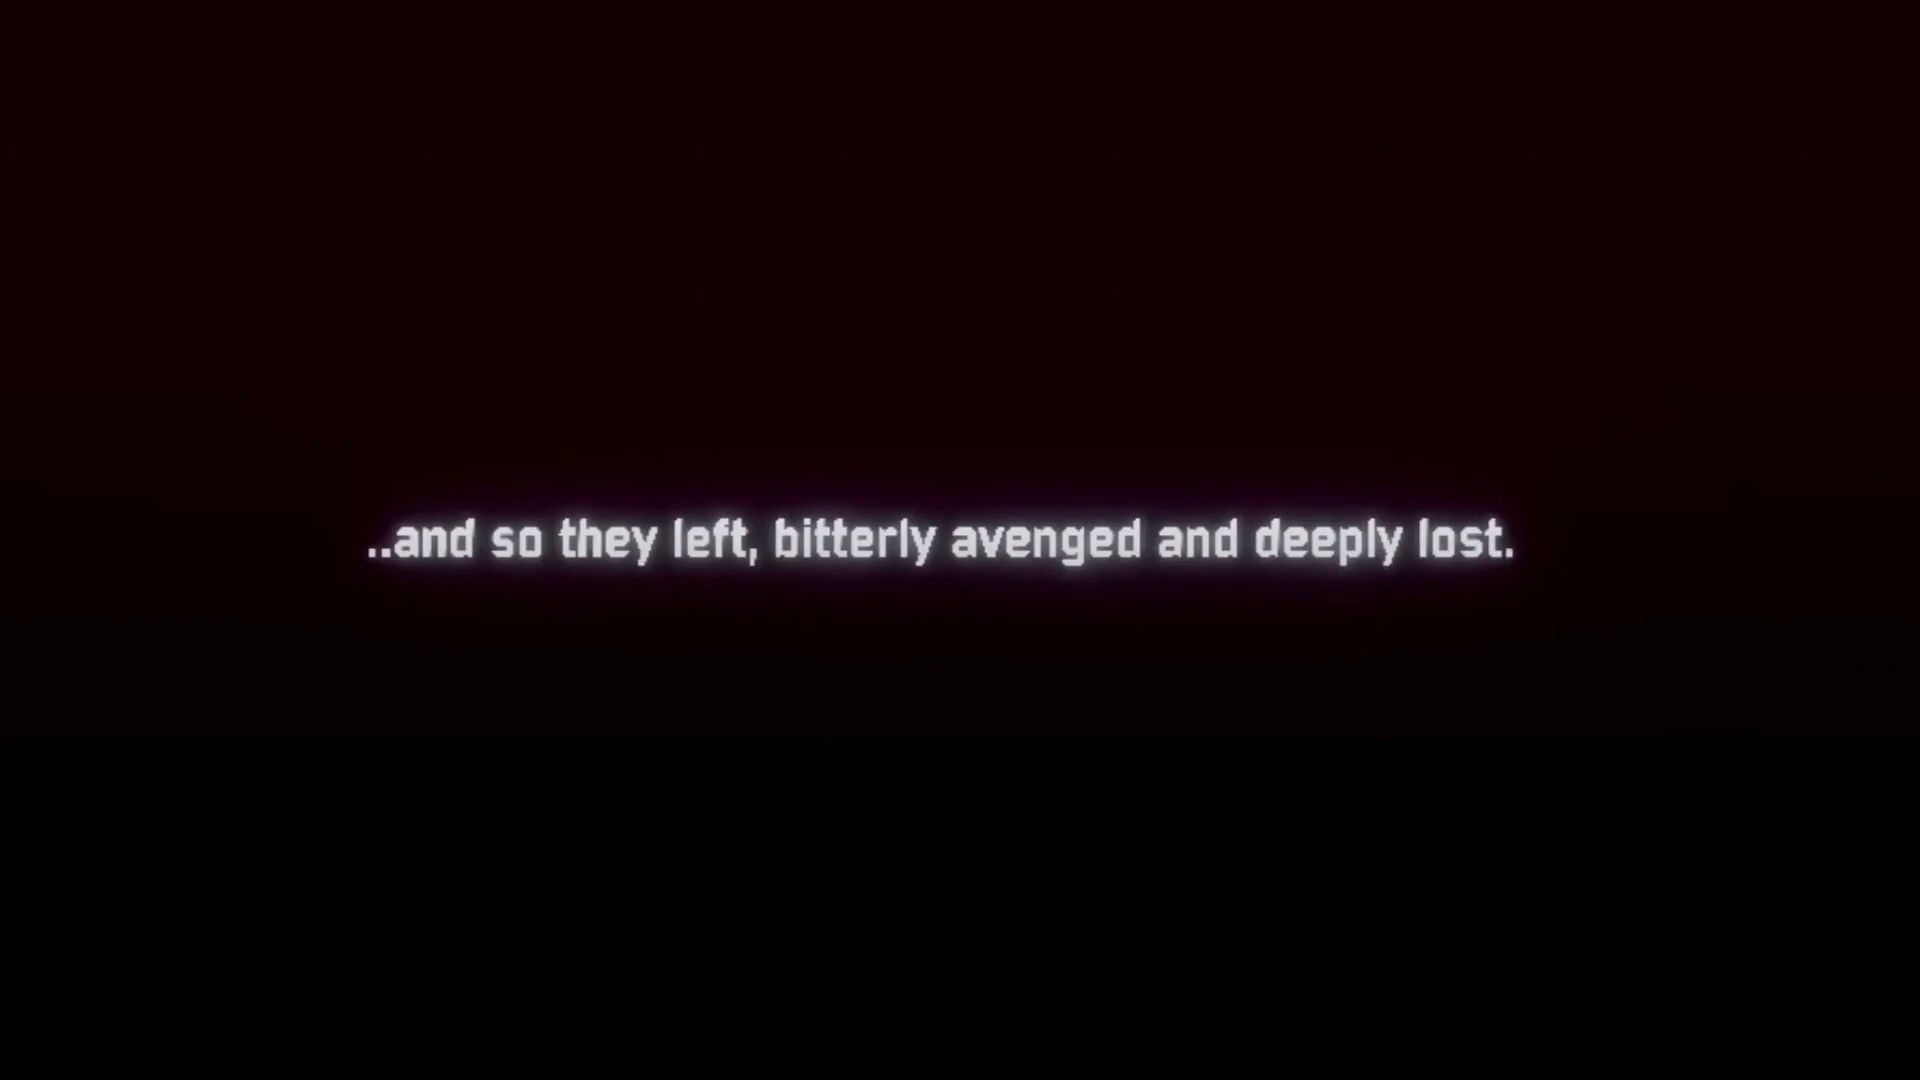 ..and so they left, bitterly avenged and deeply lost.